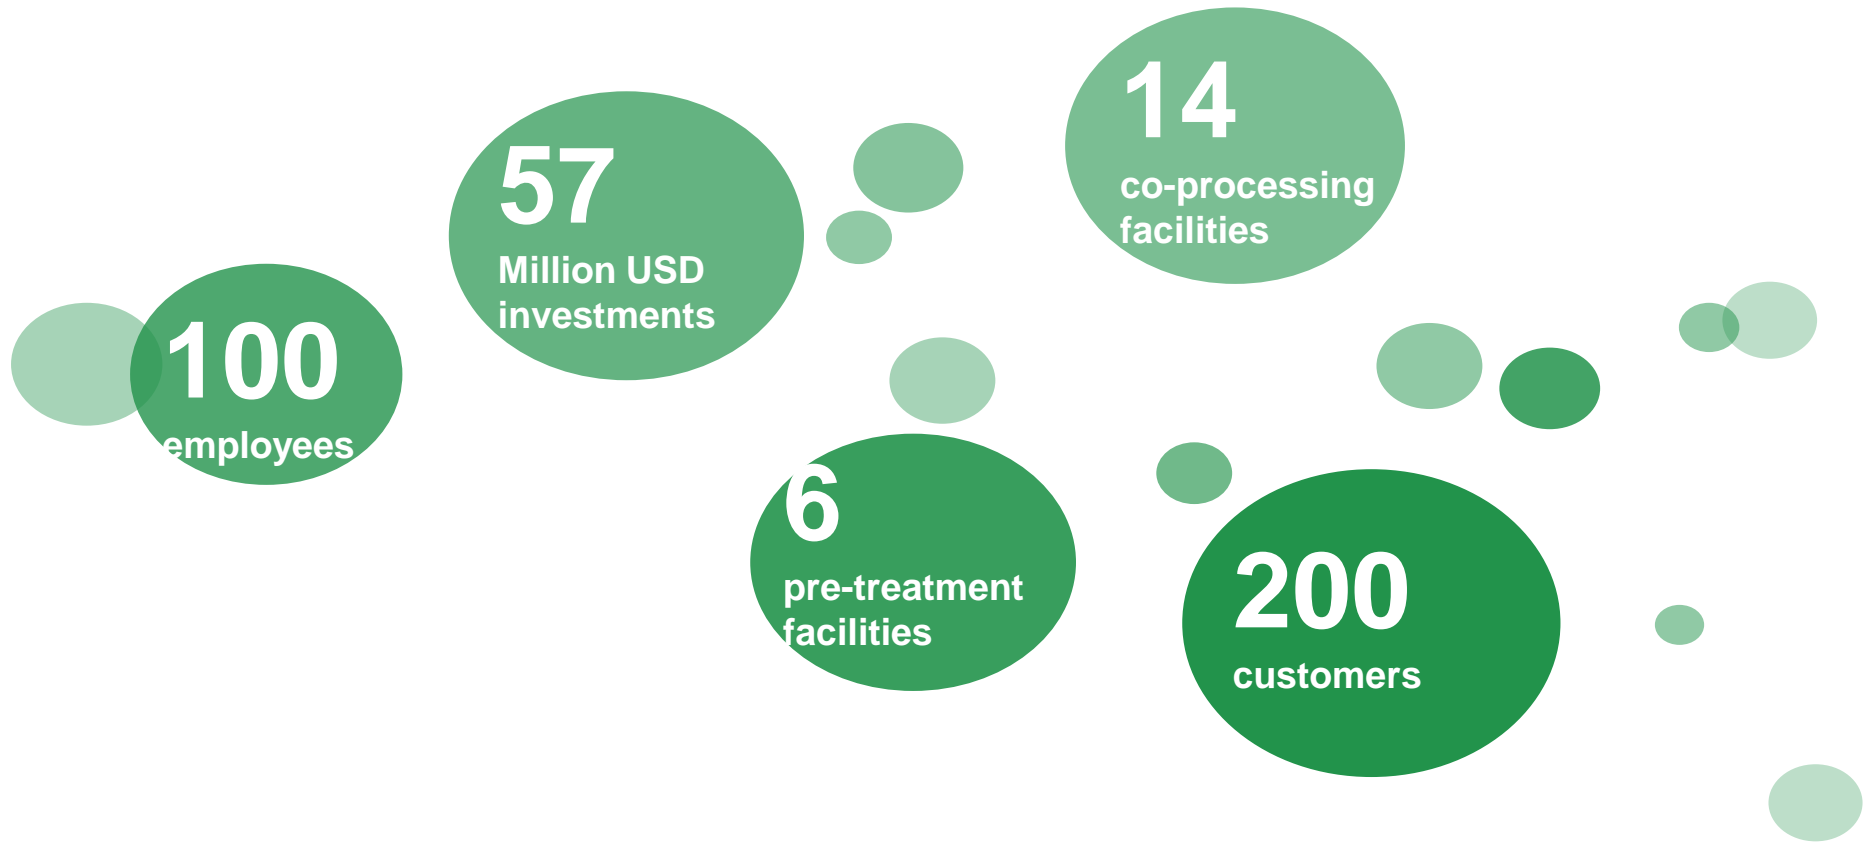 100
employees
57
Million USD
investments
14
co-processing
facilities
6
pre-treatment
facilities
200
customers